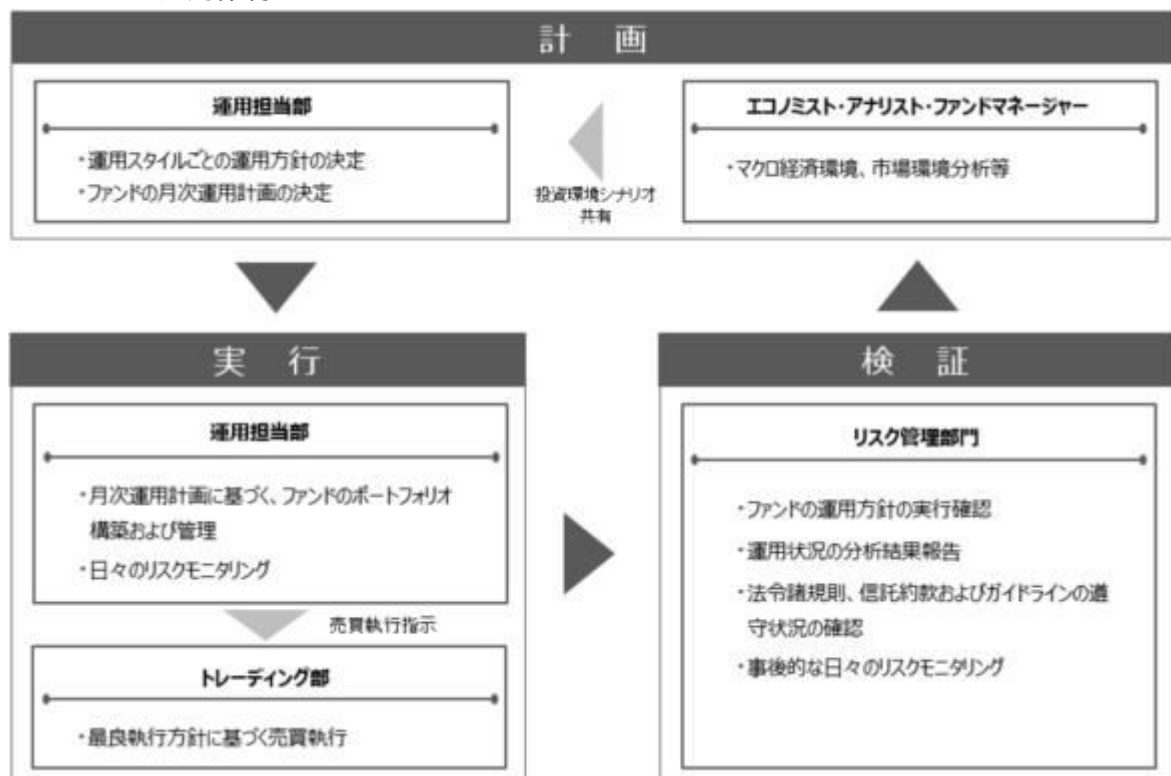 計 画
運用担当部
・運用スタイルごとの運用方針の決定
・ファンドの月次運用計画の決定
投資環境シナリオ
共有
エコノミスト・アナリスト・ファンドマネージャー
・マクロ経済環境、市場環境分析等
実 行
運用担当部
・月次運用計画に基づく、ファンドのポートフォリオ
構築および管理
・日々のリスクモニタリング
売買執行指示
トレーディング部
・最良執行方針に基づく売買執行
検 証
リスク管理部門
・ファンドの運用方針の実行確認
・運用状況の分析結果報告
・法令諸規則、信託約款およびガイドラインの遵
守状況の確認
・事後的な日々のリスクモニタリング